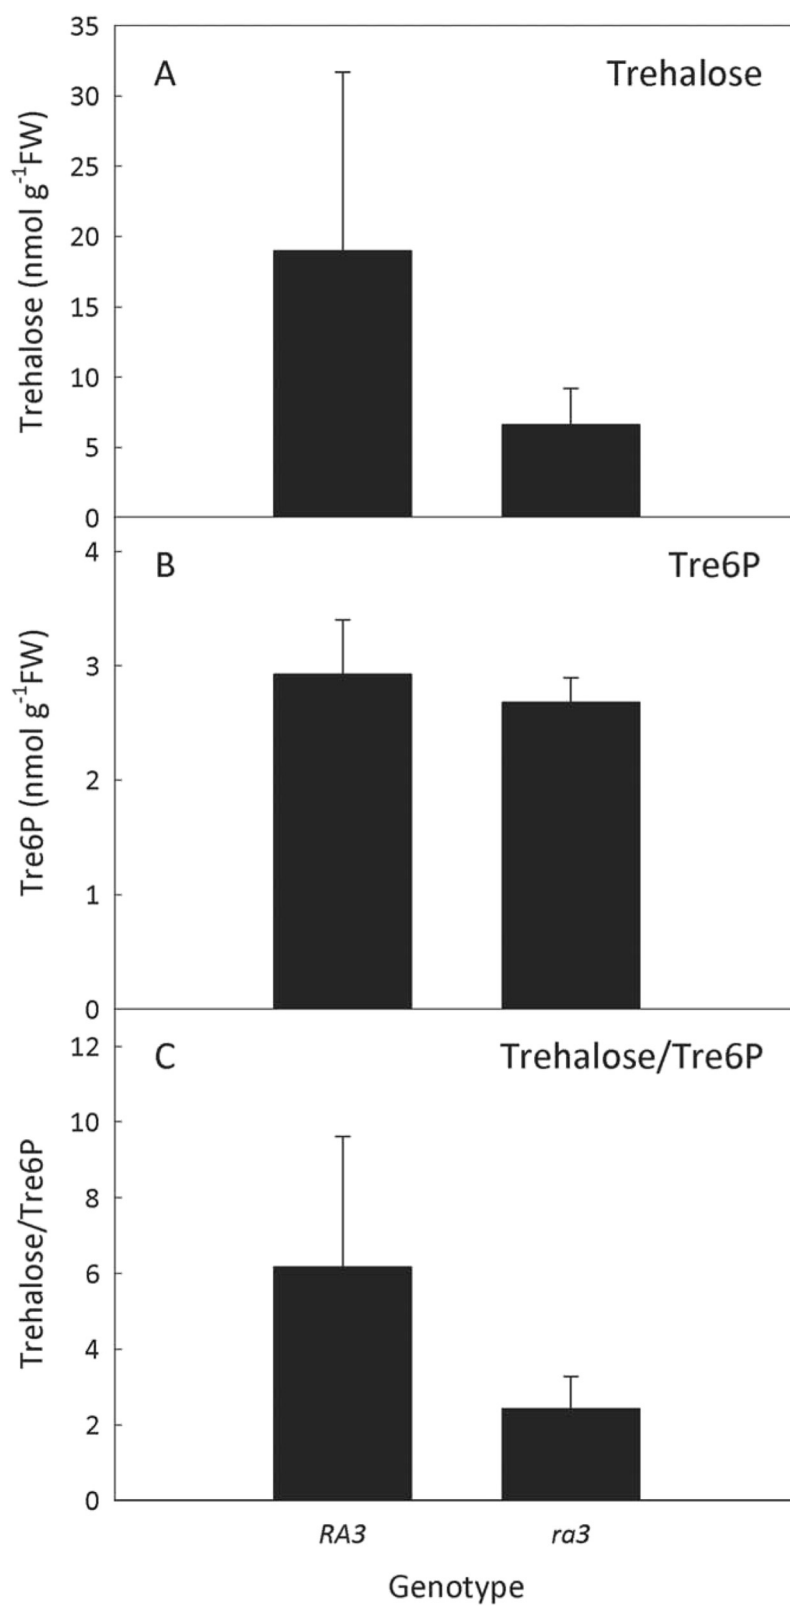 A Trehalose
Trehalose (nmol g⁻¹FW)
35
30
25
20
15
10
5
0
B Tre6P
Tre6P (nmol g⁻¹FW)
4
3
2
1
0
C Trehalose/Tre6P
Trehalose/Tre6P
12
10
8
6
4
2
0
RA3 ra3
Genotype